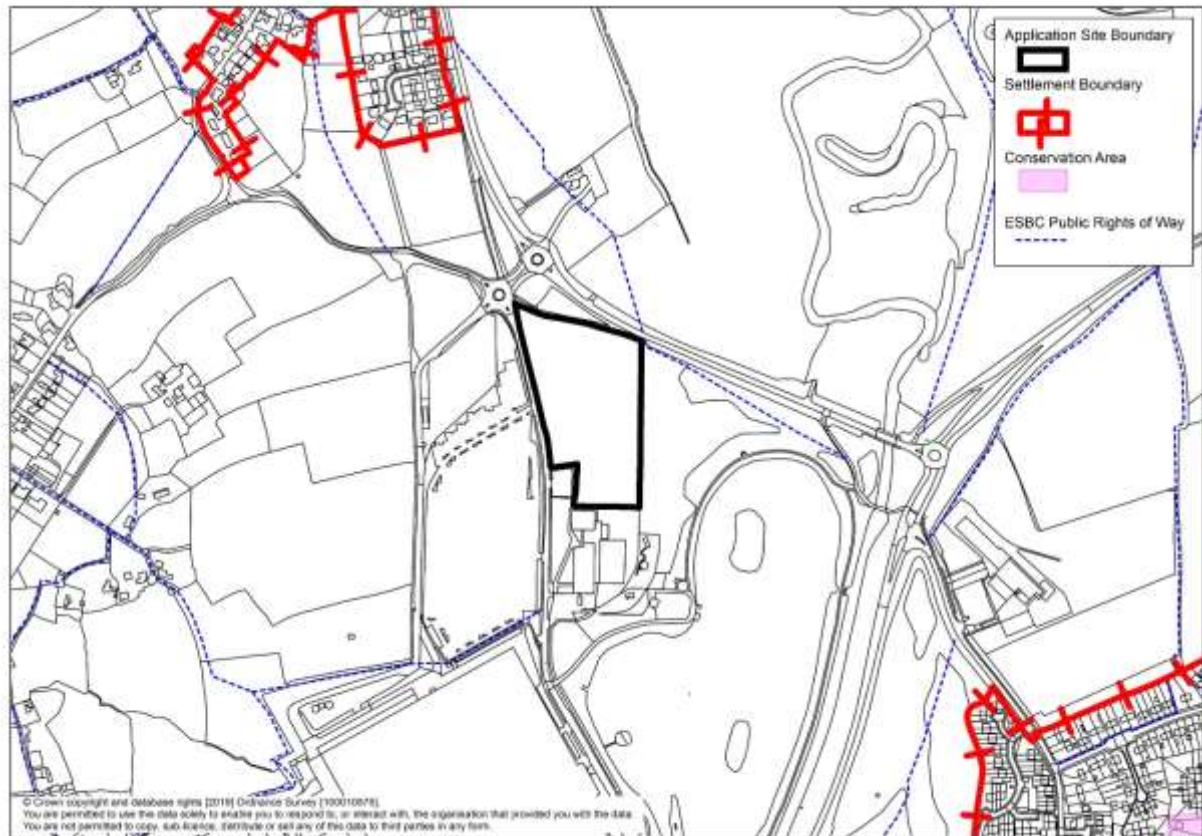 Application Site Boundary
Settlement Boundary
Conservation Area
ESBC Public Rights of Way
© Crown copyright and database rights [2019] Ordnance Survey [100010878].
You are permitted to use this data solely to enable you to respond to, or interact with, the organisation that provided you with the data.
You are not permitted to copy, sub-licence, distribute or sell any of this data to third parties in any form.